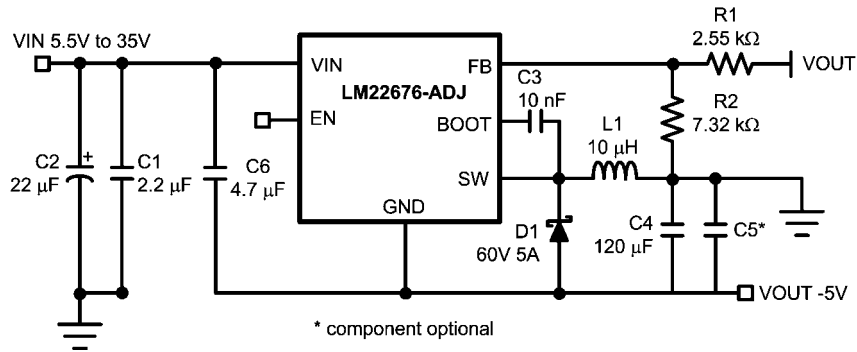 R1
2.55 kΩ
VIN 5.5V to 35V
VOUT
VIN
FB
C3
10 nF
LM22676-ADJ
R2
7.32 kΩ
EN
BOOT
L1
10 μH
C2
22 μF
+
C1
2.2 μF
C6
4.7 μF
SW
GND
D1
60V 5A
C4
120 μF
C5*
VOUT -5V
* component optional